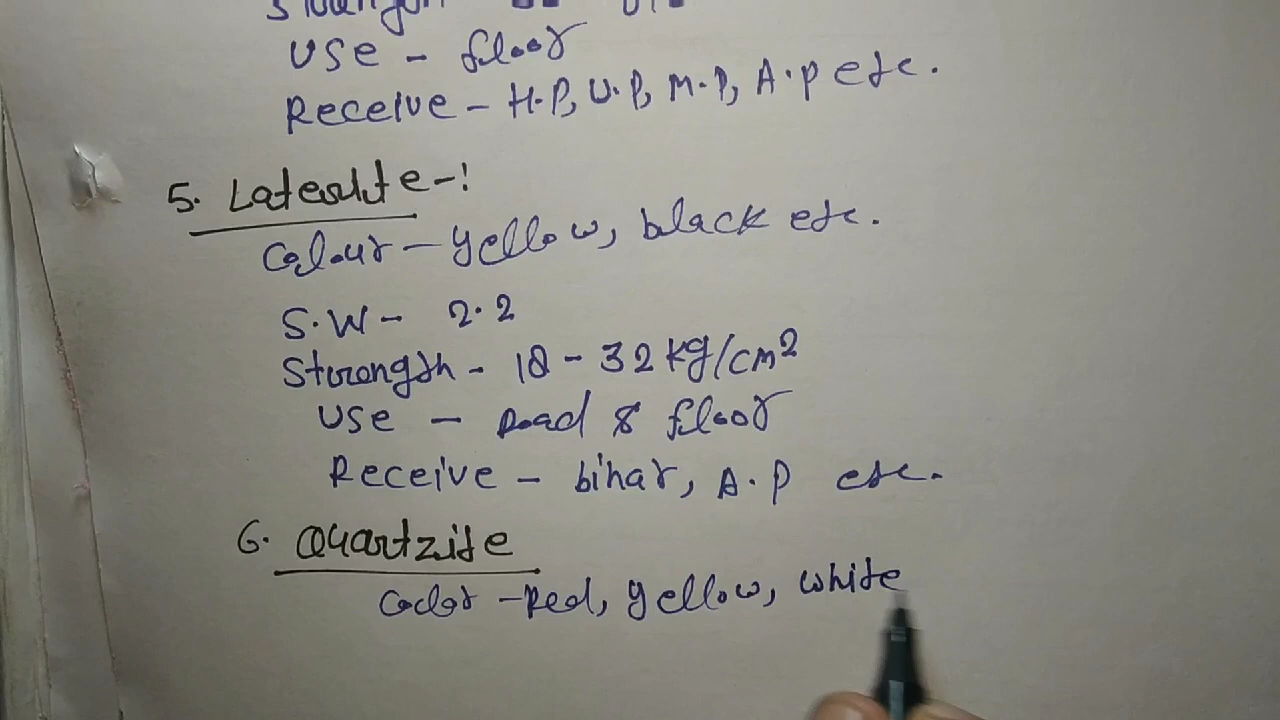 Strength
Use - floor
Receive - H.P, U.P, M.P, A.P etc.
5. Laterite -:
Colour - yellow, black etc.
S.W - 2.2
Strength - 18 - 32 kg/cm²
Use - Road & floor
Receive - bihar, A.P etc.
6. Quartzite
Color - Red, yellow, white